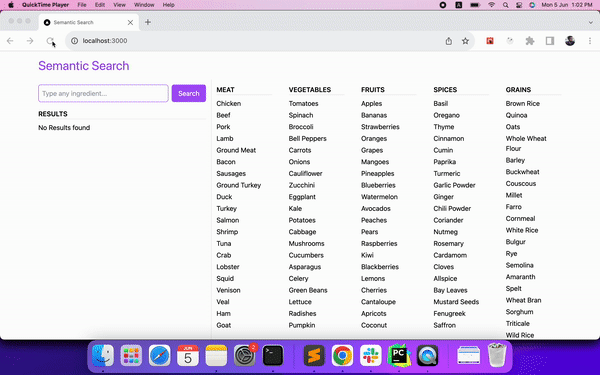 QuickTime Player File Edit View Window Help Mon 5 Jun 1:02 PM
Semantic Search
localhost:3000
Semantic Search
Type any ingredient...
Search
RESULTS
No Results found
MEAT
Chicken
Beef
Pork
Lamb
Ground Meat
Bacon
Sausages
Ground Turkey
Duck
Turkey
Salmon
Shrimp
Tuna
Crab
Lobster
Squid
Venison
Veal
Ham
Goat
VEGETABLES
Tomatoes
Spinach
Broccoli
Bell Peppers
Carrots
Onions
Cauliflower
Zucchini
Eggplant
Kale
Potatoes
Cabbage
Mushrooms
Cucumbers
Asparagus
Celery
Green Beans
Lettuce
Radishes
Pumpkin
FRUITS
Apples
Bananas
Strawberries
Oranges
Grapes
Mangoes
Pineapples
Blueberries
Watermelon
Avocados
Peaches
Pears
Raspberries
Kiwi
Blackberries
Lemons
Cherries
Cantaloupe
Apricots
Coconut
SPICES
Basil
Oregano
Thyme
Cinnamon
Cumin
Paprika
Turmeric
Garlic Powder
Ginger
Chili Powder
Coriander
Nutmeg
Rosemary
Cardamom
Cloves
Allspice
Bay Leaves
Mustard Seeds
Fenugreek
Saffron
GRAINS
Brown Rice
Quinoa
Oats
Whole Wheat
Flour
Barley
Buckwheat
Couscous
Millet
Farro
Cornmeal
White Rice
Bulgur
Rye
Semolina
Amaranth
Spelt
Wheat Bran
Sorghum
Triticale
Wild Rice
JUN
5
2
PC